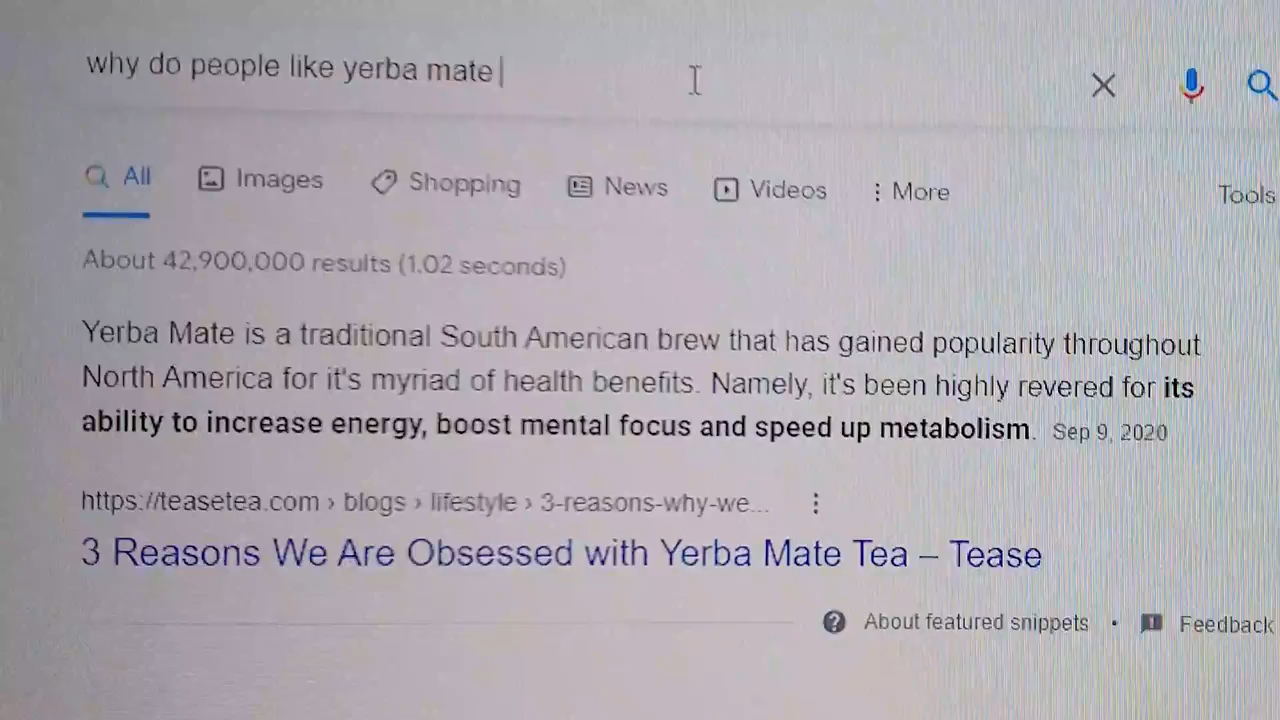 why do people like yerba mate
All Images Shopping News Videos More Tools
About 42,900,000 results (1.02 seconds)
Yerba Mate is a traditional South American brew that has gained popularity throughout
North America for it's myriad of health benefits. Namely, it's been highly revered for its
ability to increase energy, boost mental focus and speed up metabolism. Sep 9, 2020
https://teasetea.com › blogs › lifestyle › 3-reasons-why-we...
3 Reasons We Are Obsessed with Yerba Mate Tea – Tease
About featured snippets • Feedback